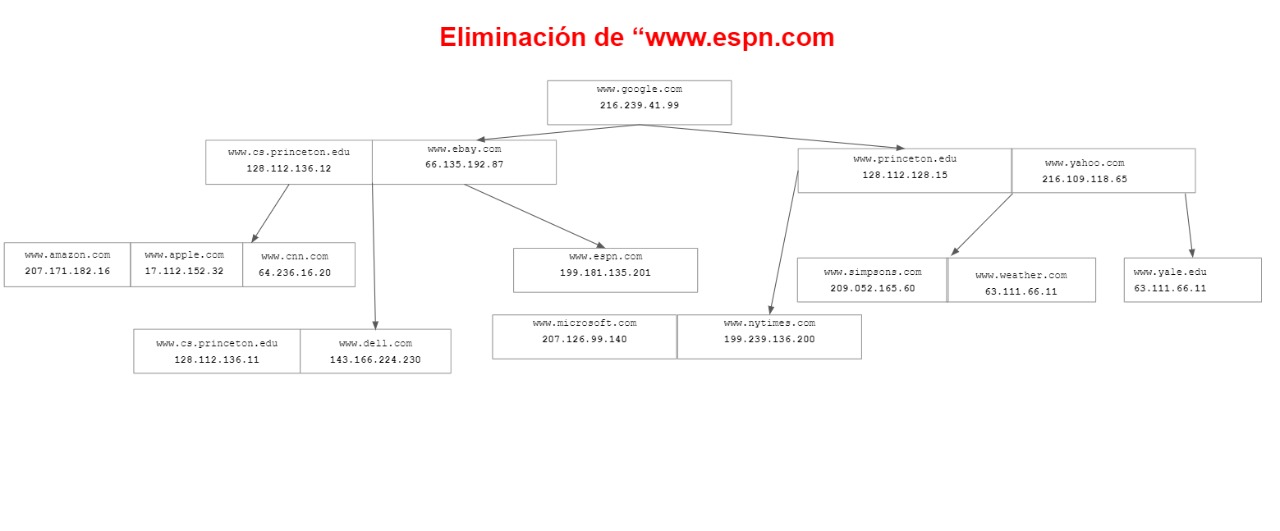 Eliminación de “www.espn.com
www.google.com
216.239.41.99
www.cs.princeton.edu
128.112.136.12
www.ebay.com
66.135.192.87
www.princeton.edu
128.112.128.15
www.yahoo.com
216.109.118.65
www.amazon.com
207.171.182.16
www.apple.com
17.112.152.32
www.cnn.com
64.236.16.20
www.espn.com
199.181.135.201
www.simpsons.com
209.052.165.60
www.weather.com
63.111.66.11
www.yale.edu
63.111.66.11
www.cs.princeton.edu
128.112.136.11
www.dell.com
143.166.224.230
www.microsoft.com
207.126.99.140
www.nytimes.com
199.239.136.200